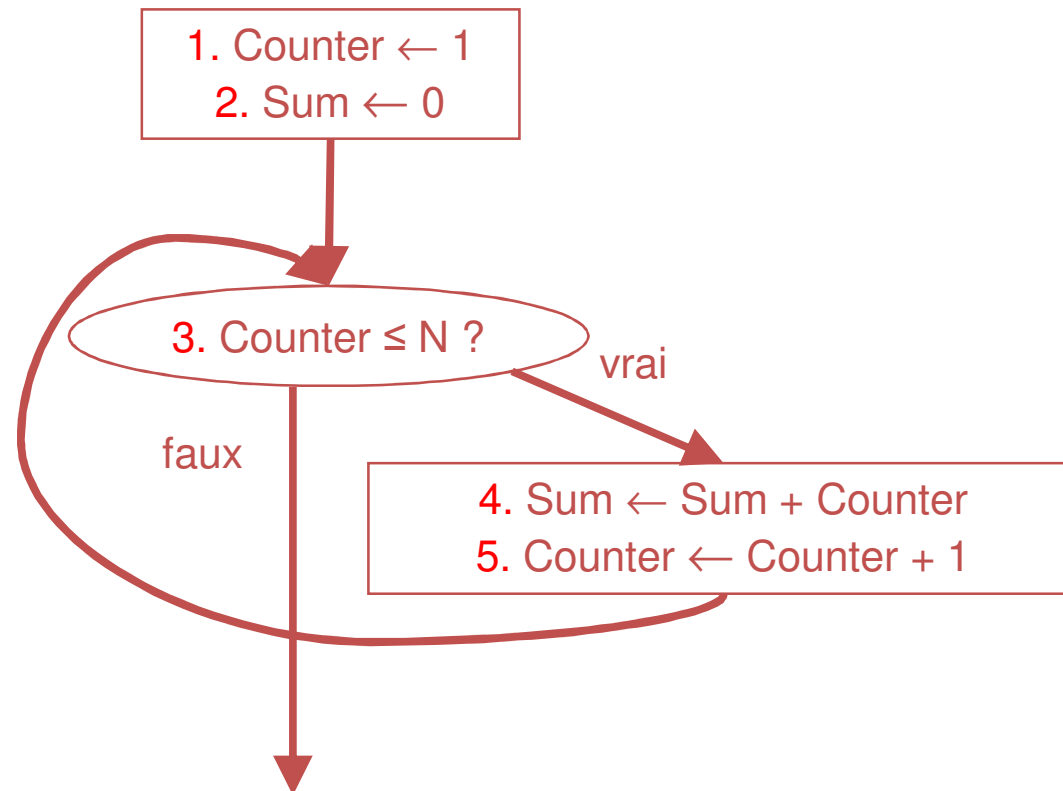 1. Counter ← 1
2. Sum ← 0
3. Counter ≤ N ?
vrai
faux
4. Sum ← Sum + Counter
5. Counter ← Counter + 1